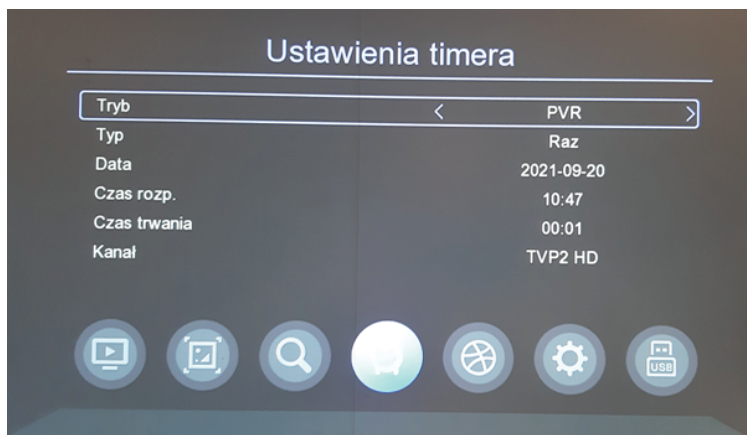 Ustawienia timera
Tryb < PVR >
Typ Raz
Data 2021-09-20
Czas rozp. 10:47
Czas trwania 00:01
Kanał TVP2 HD
USB